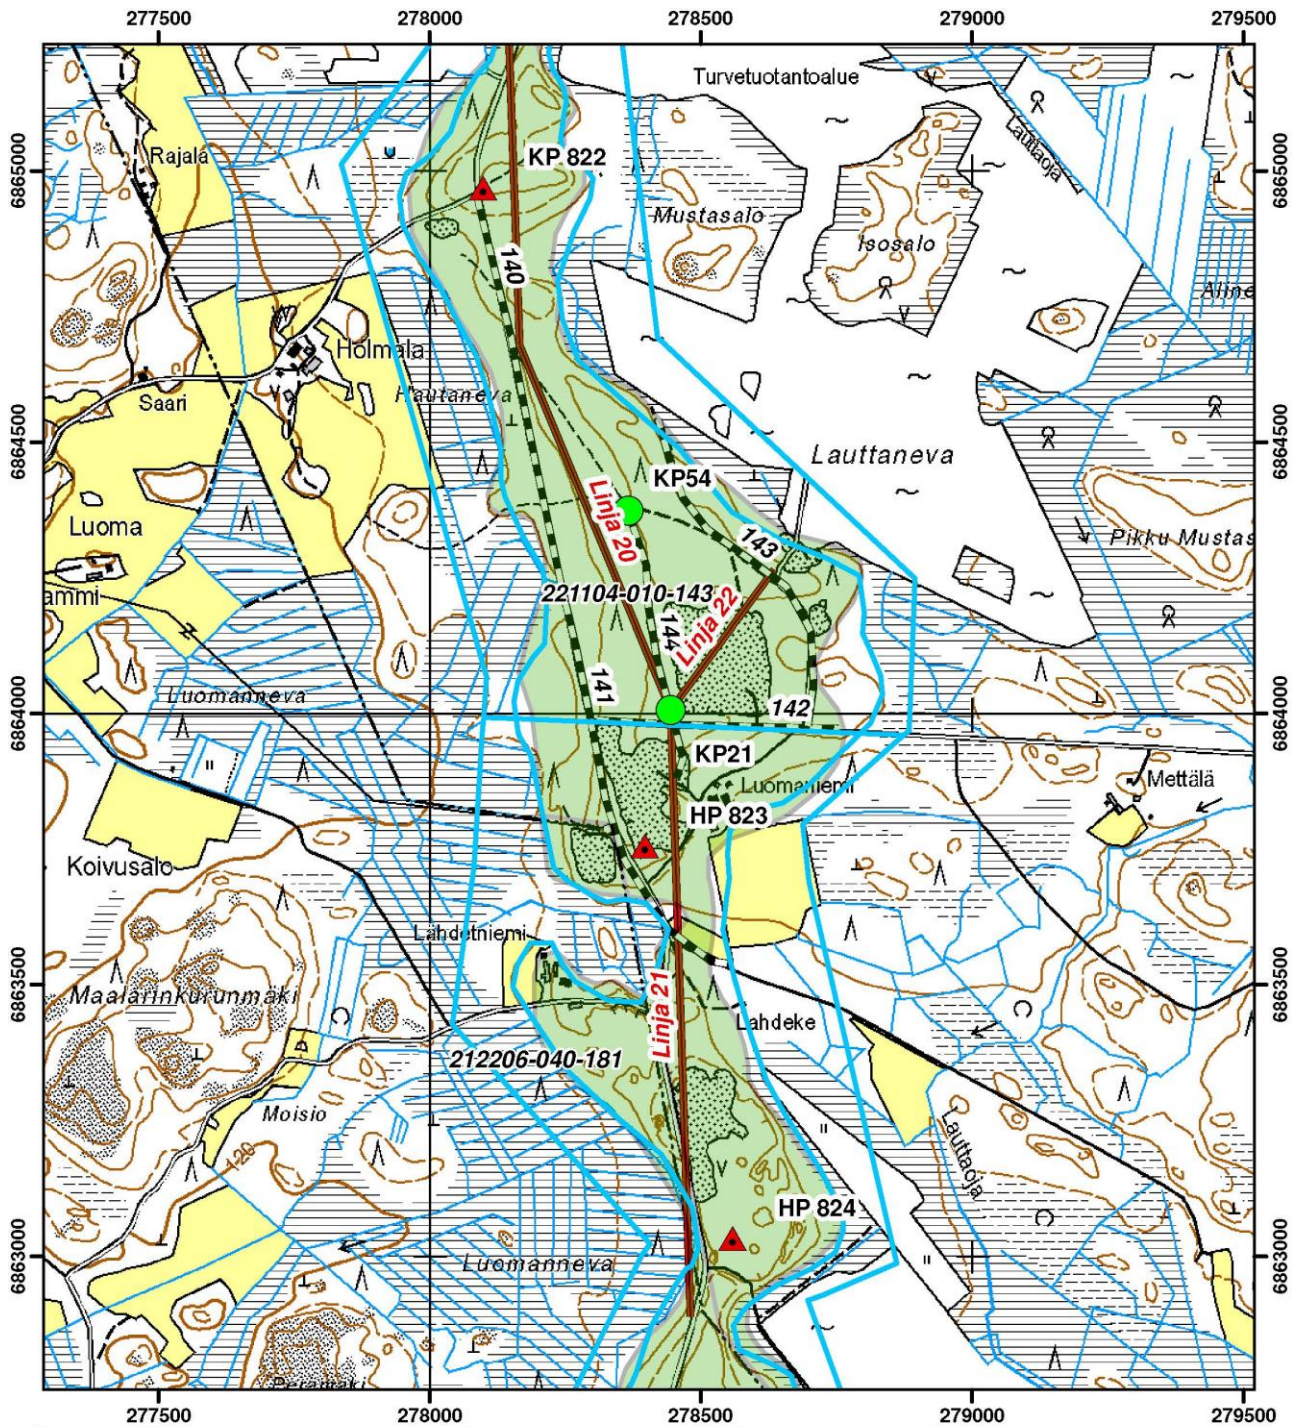 277500 278000 278500 279000 279500
Turvetuotantoalue
Lauttaoja
6865000
Rajala
KP 822
6865000
Mustasalo
Isosalo
140
Aline
Holmala
Saari
Hautaneva
6864500
KP54
Lauttaneva
6864500
Linja 20
Luoma
143
Pikku Mustas
ammi
221104-010-143
144
Linja 22
141
Luomanneva
142
6864000
6864000
KP21
Mettälä
Luomaniemi
HP 823
Koivusalo
Lähdetniemi
6863500
Maalarinkurunmäki
Linja 21
Lähdeke
6863500
212206-040-181
Moisio
120
Lauttaoja
HP 824
6863000
Luomanneva
6863000
277500 278000 278500 279000 279500